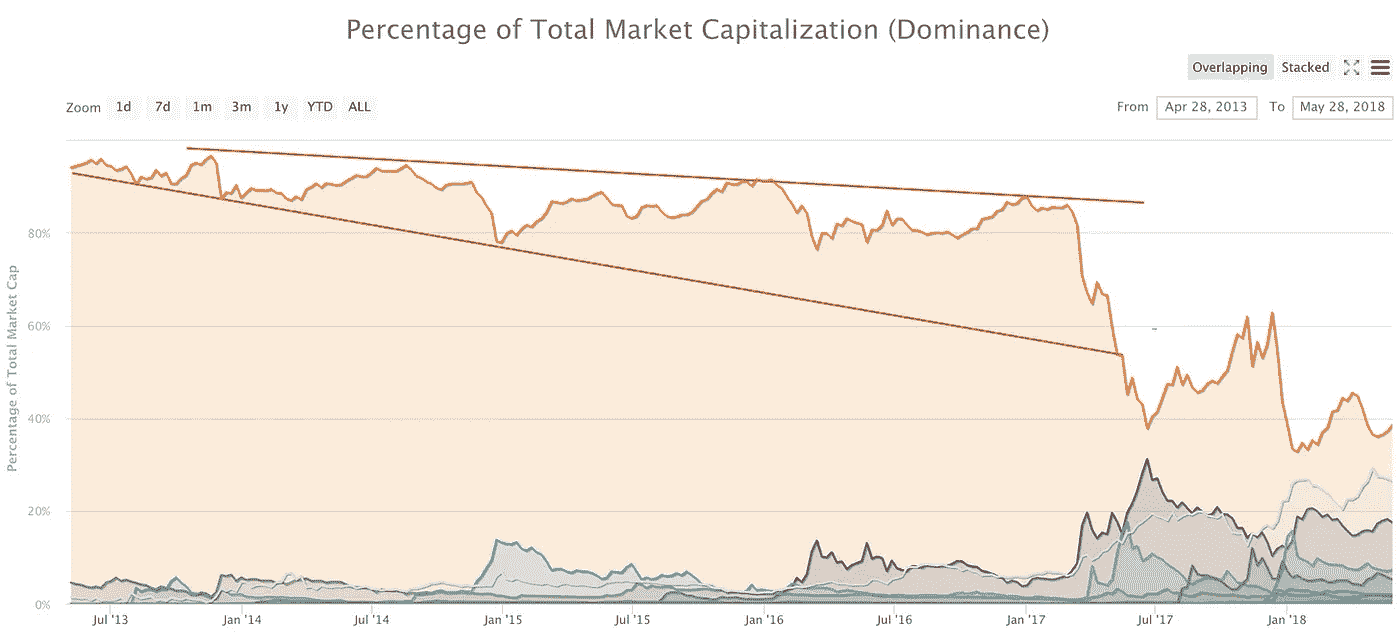 Percentage of Total Market Capitalization (Dominance)
Overlapping Stacked
Zoom 1d 7d 1m 3m 1y YTD ALL From Apr 28, 2013 To May 28, 2018
Percentage of Total Market Cap
80%
60%
40%
20%
0%
Jul '13 Jan '14 Jul '14 Jan '15 Jul '15 Jan '16 Jul '16 Jan '17 Jul '17 Jan '18